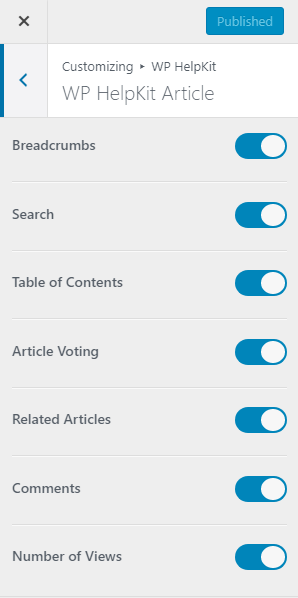 Published
Customizing ▸ WP HelpKit
WP HelpKit Article
Breadcrumbs
Search
Table of Contents
Article Voting
Related Articles
Comments
Number of Views